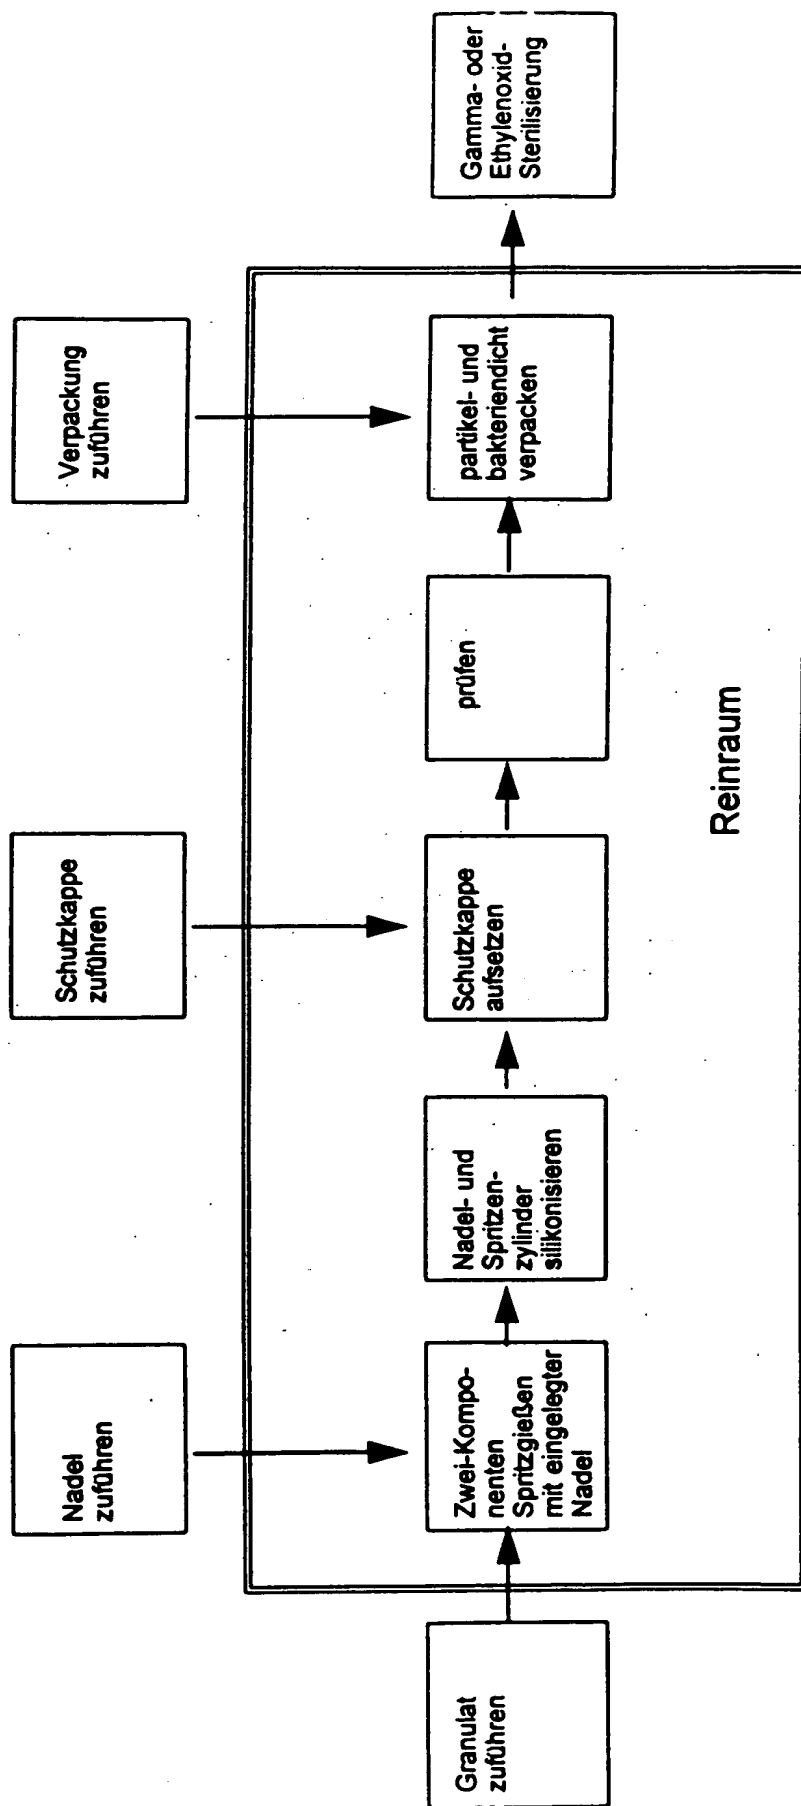 Nadel
zuführen
Schutzkappe
zuführen
Verpackung
zuführen
Granulat
zuführen
Zwei-Kompo-
nenten
Spritzgießen
mit eingelegter
Nadel
Nadel- und
Spritzen-
zylinder
silikonisieren
Schutzkappe
aufsetzen
prüfen
partikel- und
bakteriendicht
verpacken
Gamma- oder
Ethylenoxid-
Sterilisierung
Reinraum